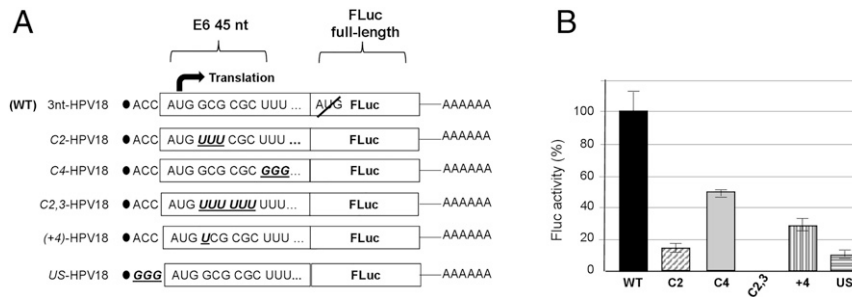 A
E6 45 nt
FLuc
full-length
Translation
(WT) 3nt-HPV18 ● ACC AUG GCG CGC UUU ... AUG FLuc AAAAAA
C2-HPV18 ● ACC AUG UUU CGC UUU ... FLuc AAAAAA
C4-HPV18 ● ACC AUG GCG CGC GGG... FLuc AAAAAA
C2,3-HPV18 ● ACC AUG UUU UUU UUU... FLuc AAAAAA
(+4)-HPV18 ● ACC AUG UCG CGC UUU... FLuc AAAAAA
US-HPV18 ● GGG AUG GCG CGC UUU... FLuc AAAAAA
B
Fluc activity (%)
100
80
60
40
20
0
WT C2 C4 C2,3 +4 US